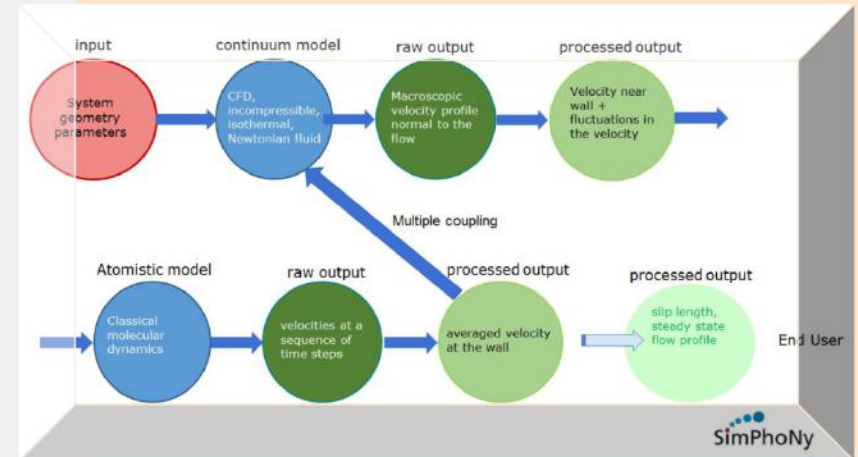 input
continuum model
raw output
processed output
System
geometry
parameters
CFD,
incompressible,
isothermal,
Newtonian fluid
Macroscopic
velocity profile
normal to the
flow
Velocity near
wall +
fluctuations in
the velocity
Multiple coupling
Atomistic model
raw output
processed output
processed output
Classical
molecular
dynamics
velocities at a
sequence of
time steps
averaged velocity
at the wall
slip length,
steady state
flow profile
End User
SimPhoNy